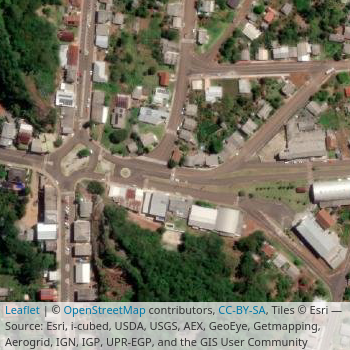 Leaflet | © OpenStreetMap contributors, CC-BY-SA, Tiles © Esri —
Source: Esri, i-cubed, USDA, USGS, AEX, GeoEye, Getmapping,
Aerogrid, IGN, IGP, UPR-EGP, and the GIS User Community